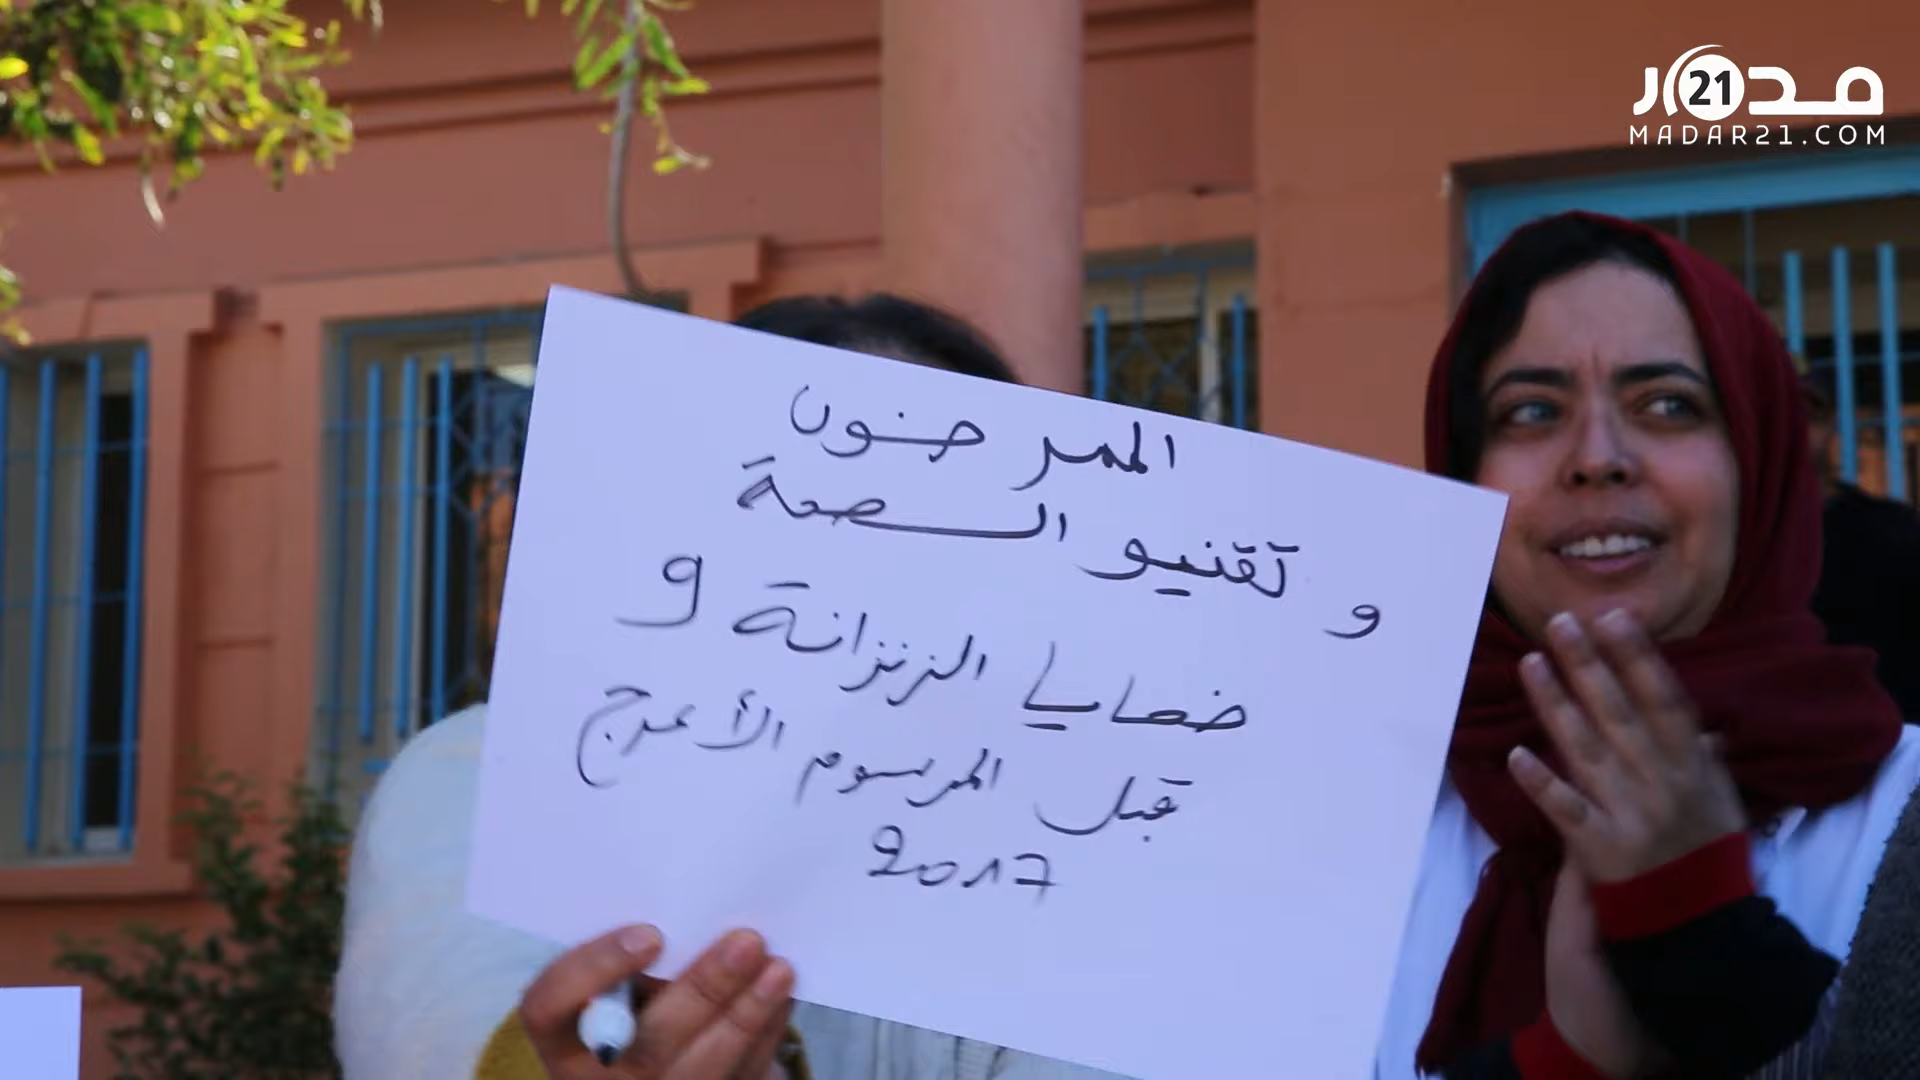 مدار 21
MADAR21.COM
الممرضون
و تقنيو الصحة
ضحايا الزنزانة 9
قبل المرسوم الأعرج
2017